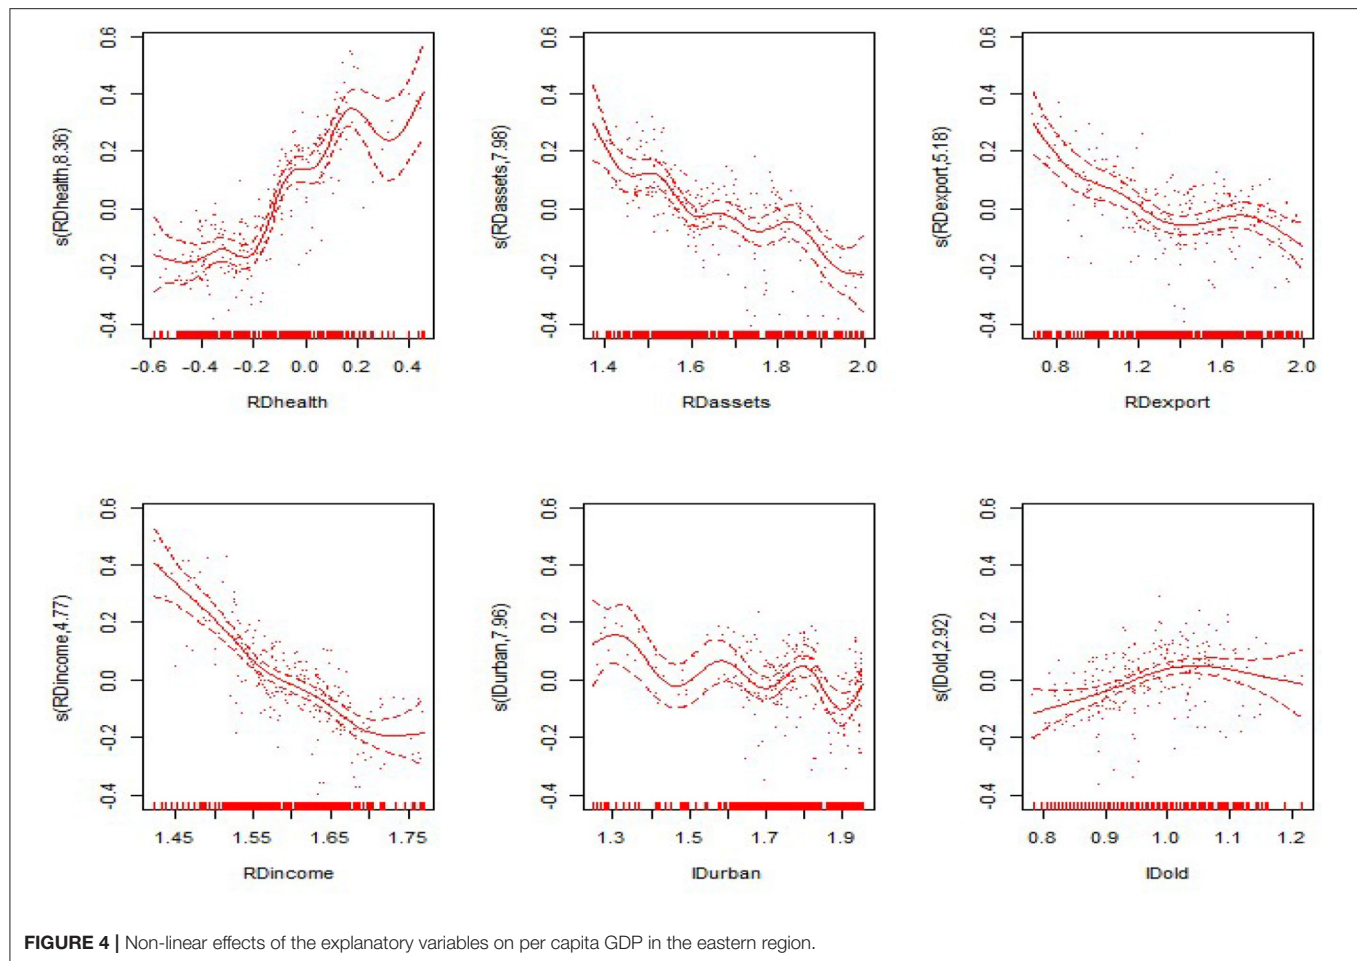 0.6
0.4
0.2
0.0
-0.2
-0.4
s(RDhealth,8.36)
-0.6 -0.4 -0.2 0.0 0.2 0.4
RDhealth
0.6
0.4
0.2
0.0
-0.2
-0.4
s(RDassets,7.98)
1.4 1.6 1.8 2.0
RDassets
0.6
0.4
0.2
0.0
-0.2
-0.4
s(RDexport,5.18)
0.8 1.2 1.6 2.0
RDexport
0.6
0.4
0.2
0.0
-0.2
-0.4
s(RDincome,4.77)
1.45 1.55 1.65 1.75
RDincome
0.6
0.4
0.2
0.0
-0.2
-0.4
s(IDurban,7.96)
1.3 1.5 1.7 1.9
IDurban
0.6
0.4
0.2
0.0
-0.2
-0.4
s(IDold,2.92)
0.8 0.9 1.0 1.1 1.2
IDold
FIGURE 4 | Non-linear effects of the explanatory variables on per capita GDP in the eastern region.